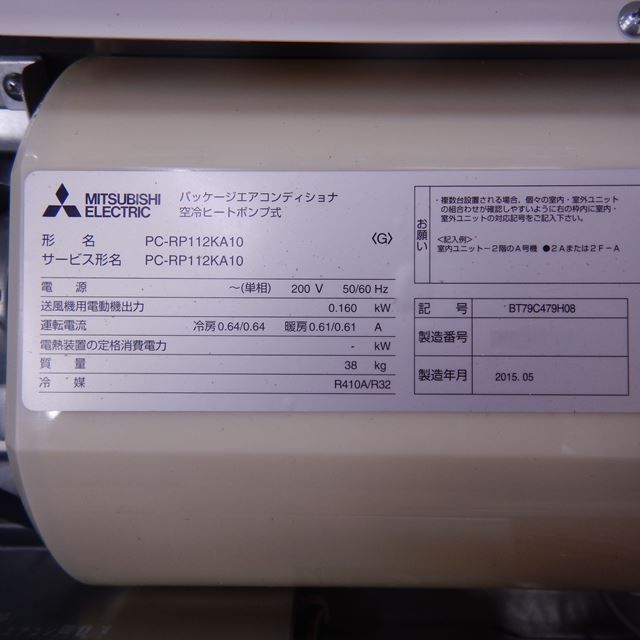 MITSUBISHI
ELECTRIC
パッケージエアコンディショナ
空冷ヒートポンプ式
形 名 PC-RP112KA10 〈G〉
サービス形名 PC-RP112KA10
電 源 ～(単相) 200 V 50/60 Hz
送風機用電動機出力 0.160 kW
運転電流 冷房0.64/0.64 暖房0.61/0.61 A
電熱装置の定格消費電力 - kW
質 量 38 kg
冷 媒 R410A/R32
お願い
・複数台設置される場合、個々の室内・室外ユニット
の組合わせが確認しやすいように右の枠内に室内・
室外ユニットの対応記号をご記入下さい。
<記入例>
室内ユニット－2階のA号機 ●2Aまたは2F－A
記 号 BT79C479H08
製造番号
製造年月 2015.05